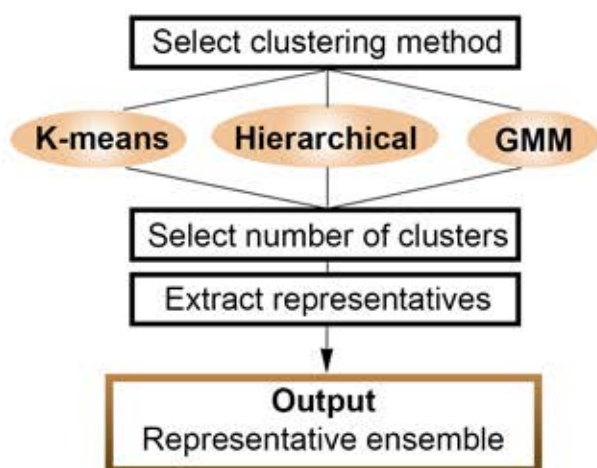 Select clustering method
K-means
Hierarchical
GMM
Select number of clusters
Extract representatives
Output
Representative ensemble